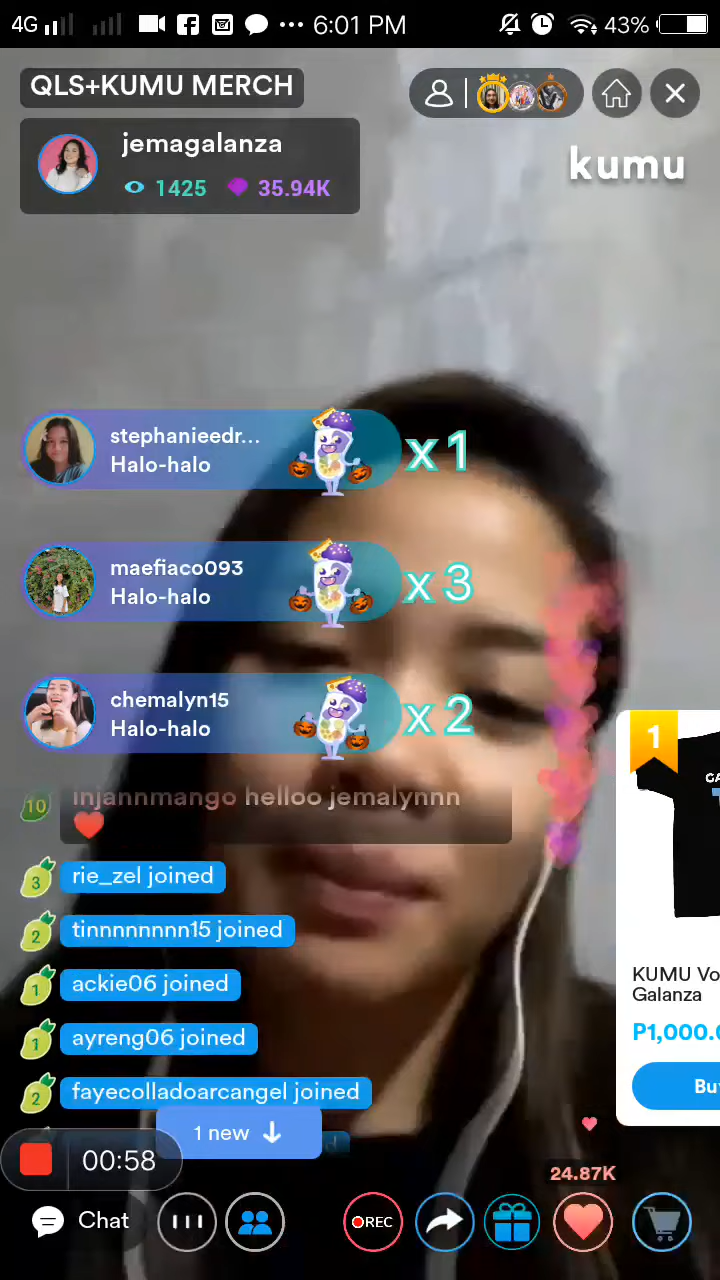 4G 6:01 PM 43%
QLS+KUMU MERCH
jemagalanza
1425 35.94K
kumu
stephanieedr...
Halo-halo
x 1
maefiaco093
Halo-halo
x 3
chemalyn15
Halo-halo
x 2
10 injannmango helloo jemalynnn
❤️
3 rie_zel joined
2 tinnnnnnnn15 joined
1 ackie06 joined
1 ayreng06 joined
2 fayecolladoarcangel joined
1 new ↓
00:58
1
GA
KUMU Vo
Galanza
P1,000.0
Bu
24.87K
Chat
REC